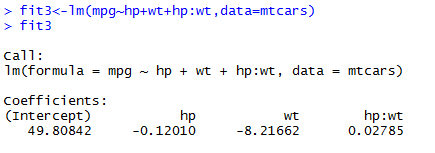 > fit3<-lm(mpg~hp+wt+hp:wt,data=mtcars)
> fit3
Call:
lm(formula = mpg ~ hp + wt + hp:wt, data = mtcars)
Coefficients:
(Intercept)           hp           wt        hp:wt
   49.80842     -0.12010     -8.21662      0.02785